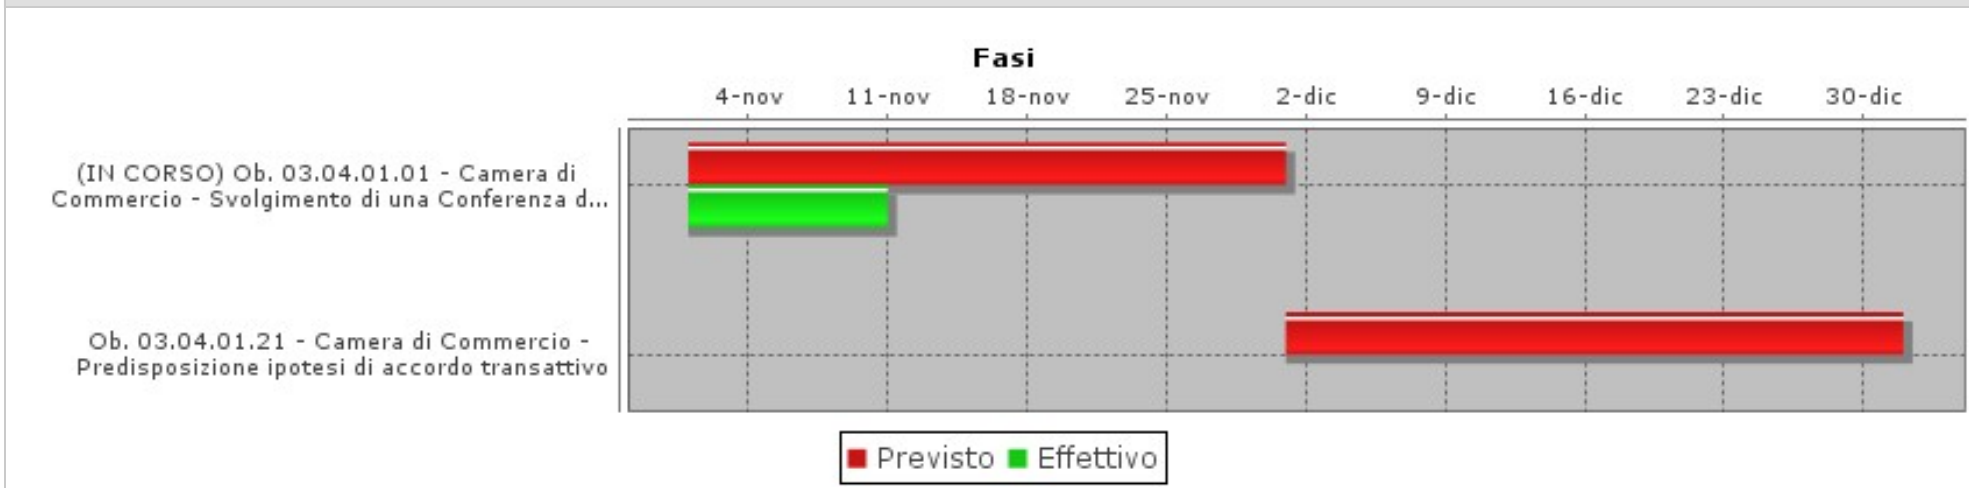 Fasi
4-nov 11-nov 18-nov 25-nov 2-dic 9-dic 16-dic 23-dic 30-dic
(IN CORSO) Ob. 03.04.01.01 - Camera di
Commercio - Svolgimento di una Conferenza d...
Ob. 03.04.01.21 - Camera di Commercio -
Predisposizione ipotesi di accordo transattivo
Previsto Effettivo